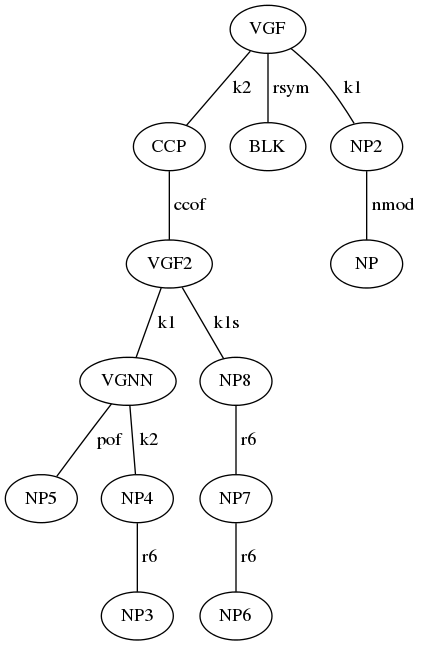 VGF
k2 rsym k1
CCP BLK NP2
ccof nmod
VGF2 NP
k1 k1s
VGNN NP8
pof k2 r6
NP5 NP4 NP7
r6 r6
NP3 NP6